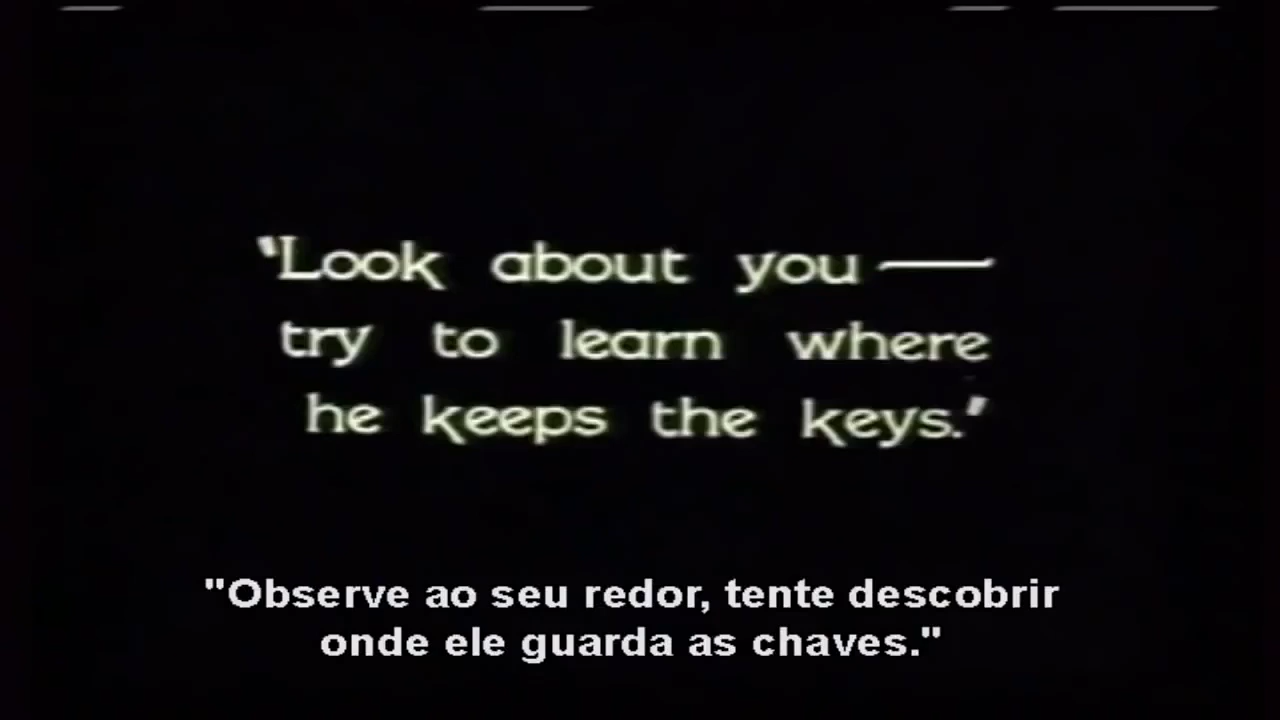 'Look about you —
try to learn where
he keeps the keys.'
"Observe ao seu redor, tente descobrir
onde ele guarda as chaves."